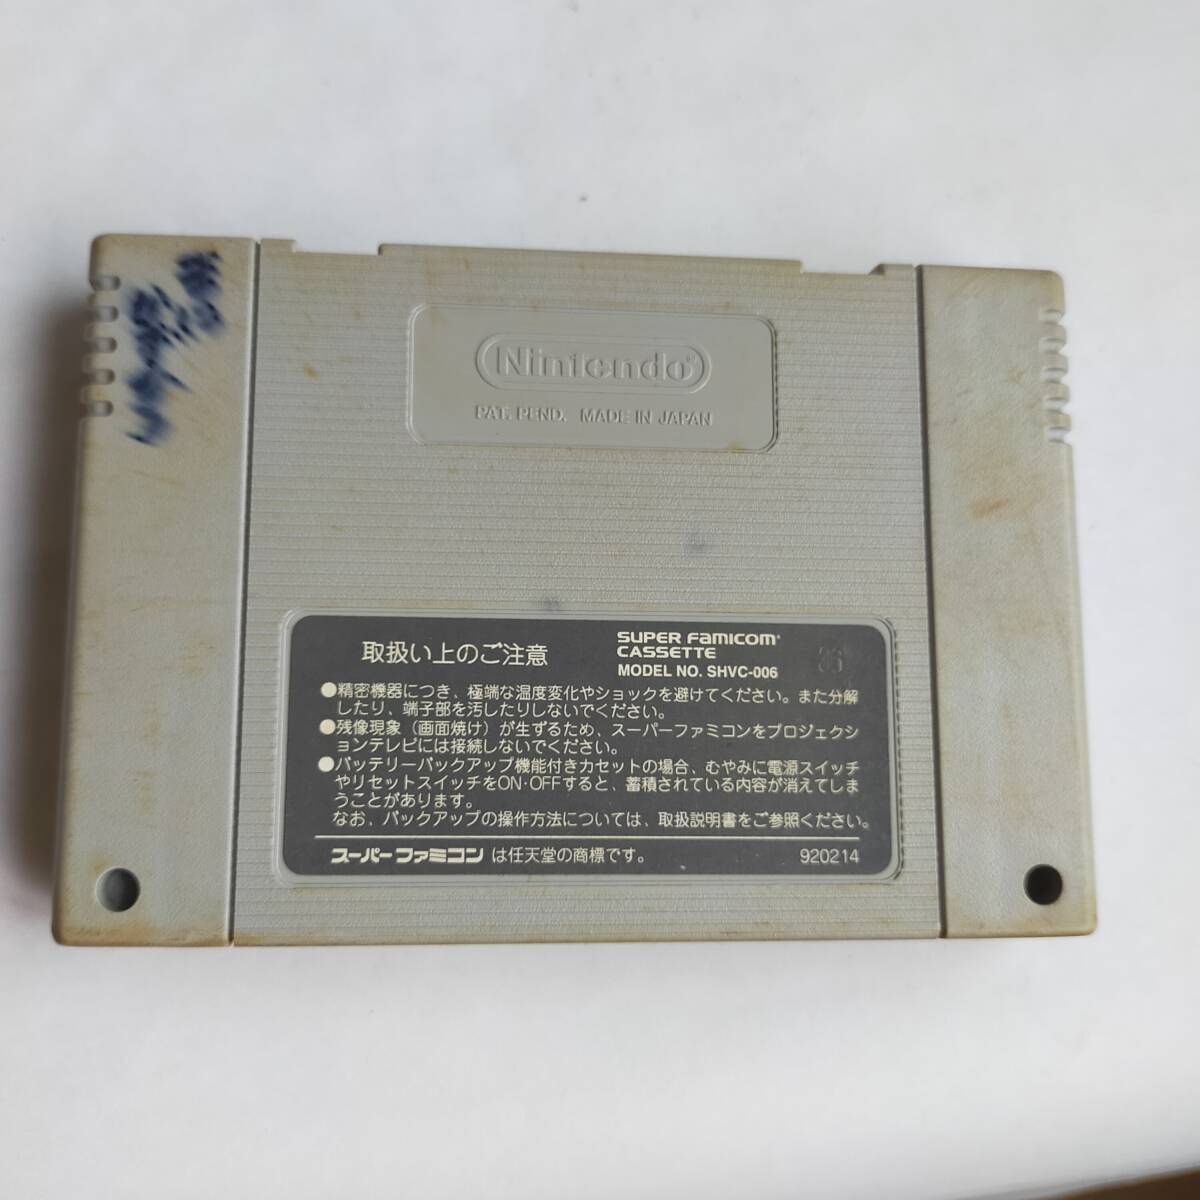 Nintendo®
PAT. PEND. MADE IN JAPAN
取扱い上のご注意
SUPER FAMICOM®
CASSETTE
MODEL NO. SHVC-006
26
●精密機器につき、極端な温度変化やショックを避けてください。また分解
したり、端子部を汚したりしないでください。
●残像現象（画面焼け）が生ずるため、スーパーファミコンをプロジェクシ
ョンテレビには接続しないでください。
●バッテリーバックアップ機能付きカセットの場合、むやみに電源スイッチ
やリセットスイッチをON・OFFすると、蓄積されている内容が消えてしま
うことがあります。
なお、バックアップの操作方法については、取扱説明書をご参照ください。
スーパーファミコンは任天堂の商標です。
920214